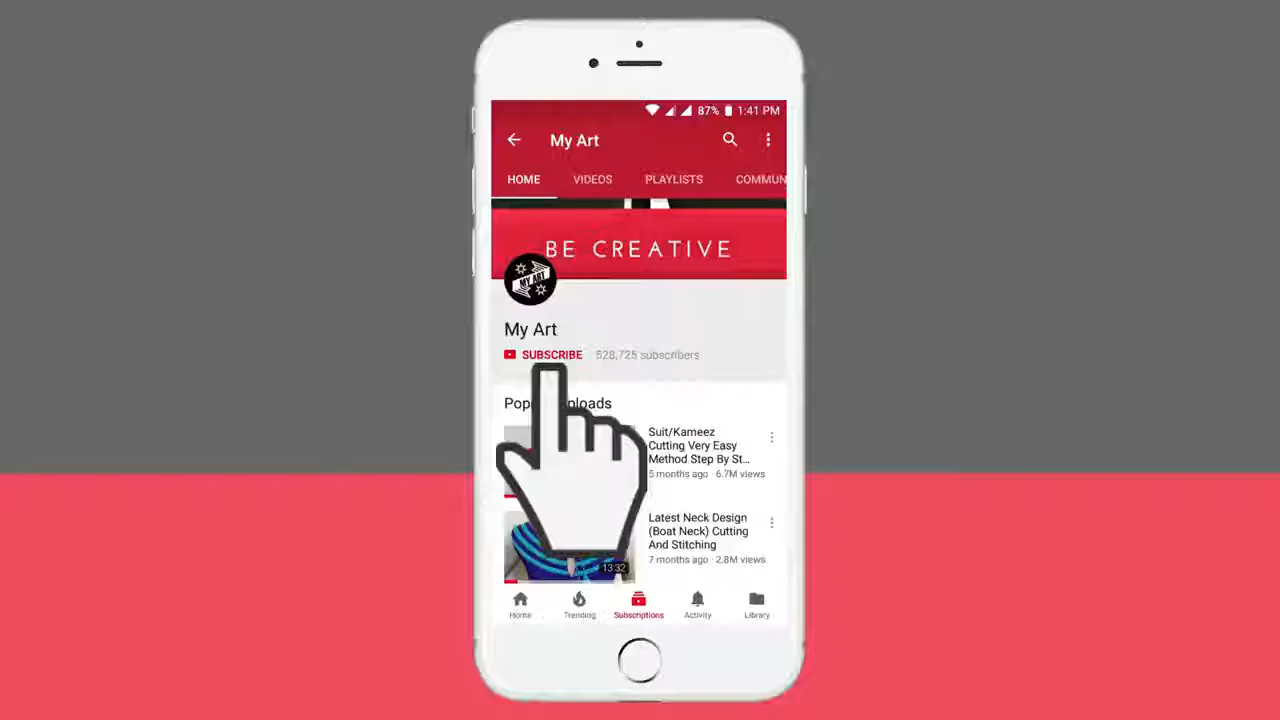 87% 1:41 PM
My Art
HOME VIDEOS PLAYLISTS COMMUN
BE CREATIVE
MY ART
My Art
SUBSCRIBE 528,725 subscribers
Pop loads
Suit/Kameez
Cutting Very Easy
Method Step By St...
5 months ago · 6.7M views
Latest Neck Design
(Boat Neck) Cutting
And Stitching
7 months ago · 2.8M views
13:32
Home Trending Subscriptions Activity Library